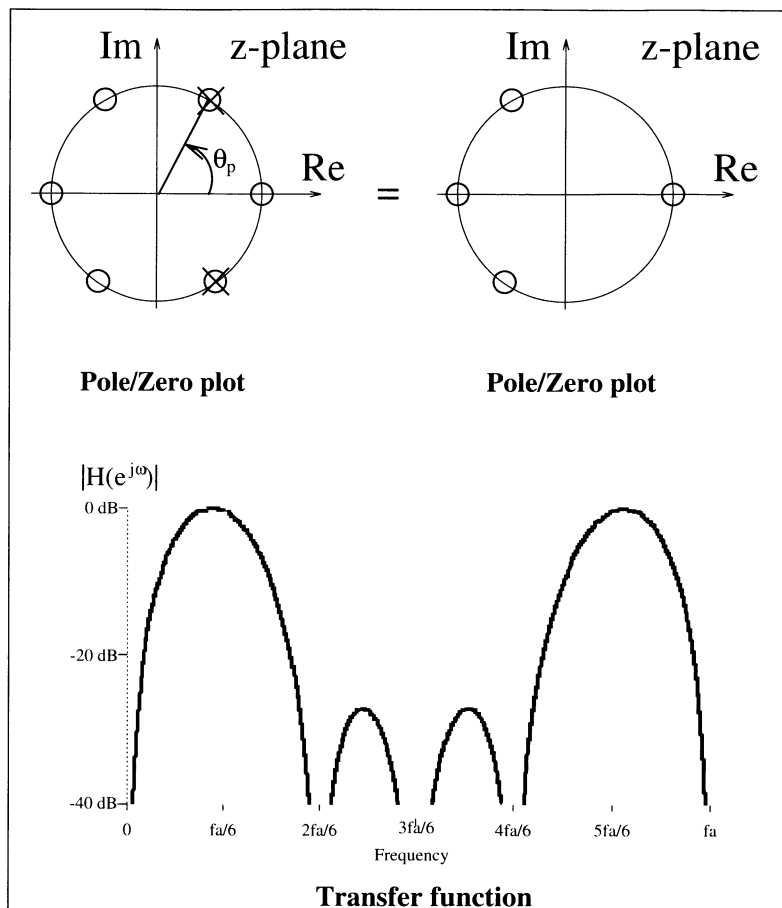 Im z-plane Im z-plane
θp Re = Re
Pole/Zero plot Pole/Zero plot
|H(e^jω)|
0 dB
-20 dB
-40 dB
0 fa/6 2fa/6 3fa/6 4fa/6 5fa/6 fa
Frequency
Transfer function